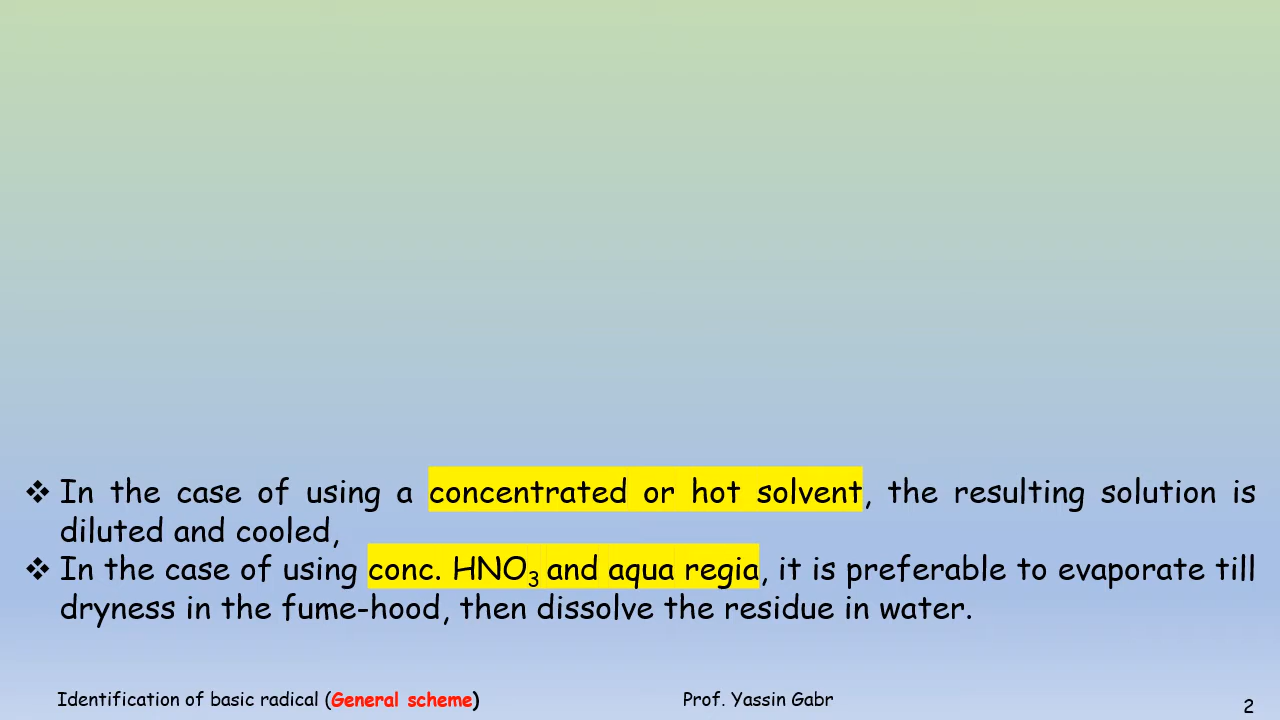 ❖ In the case of using a concentrated or hot solvent, the resulting solution is
diluted and cooled,
❖ In the case of using conc. HNO₃ and aqua regia, it is preferable to evaporate till
dryness in the fume-hood, then dissolve the residue in water.
Identification of basic radical (General scheme) Prof. Yassin Gabr 2